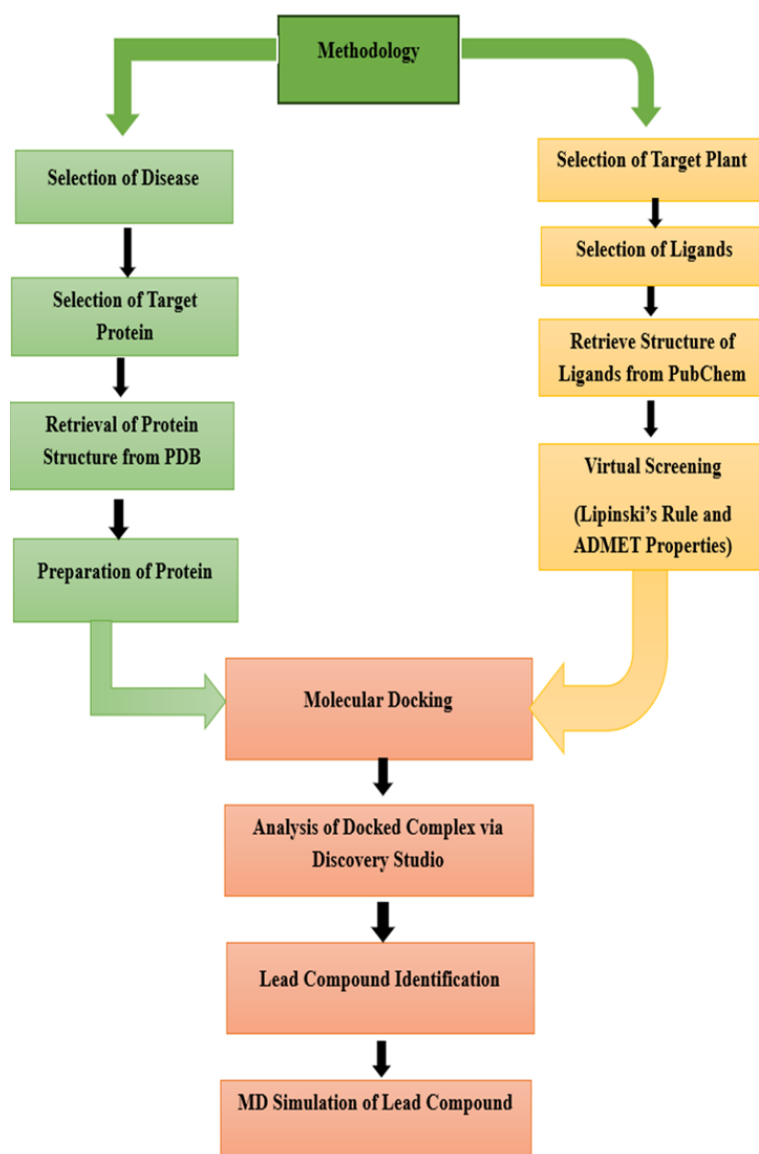 Methodology
Selection of Disease
Selection of Target
Protein
Retrieval of Protein
Structure from PDB
Preparation of Protein
Selection of Target Plant
Selection of Ligands
Retrieve Structure of
Ligands from PubChem
Virtual Screening
(Lipinski's Rule and
ADMET Properties)
Molecular Docking
Analysis of Docked Complex via
Discovery Studio
Lead Compound Identification
MD Simulation of Lead Compound